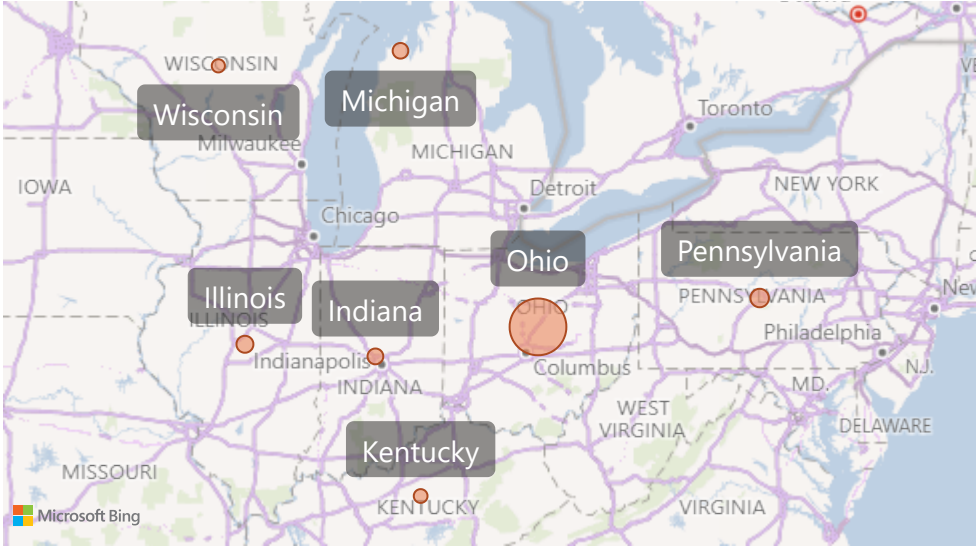 WISCONSIN
Wisconsin
Michigan
Milwaukee
MICHIGAN
Toronto
IOWA
Detroit
NEW YORK
Chicago
Ohio
Pennsylvania
Illinois
Indiana
ILLINOIS
OHIO
PENNSYLVANIA
New
Indianapolis
INDIANA
Columbus
Philadelphia
N.J.
MD.
WEST
VIRGINIA
DELAWARE
Kentucky
MISSOURI
KENTUCKY
VIRGINIA
Microsoft Bing